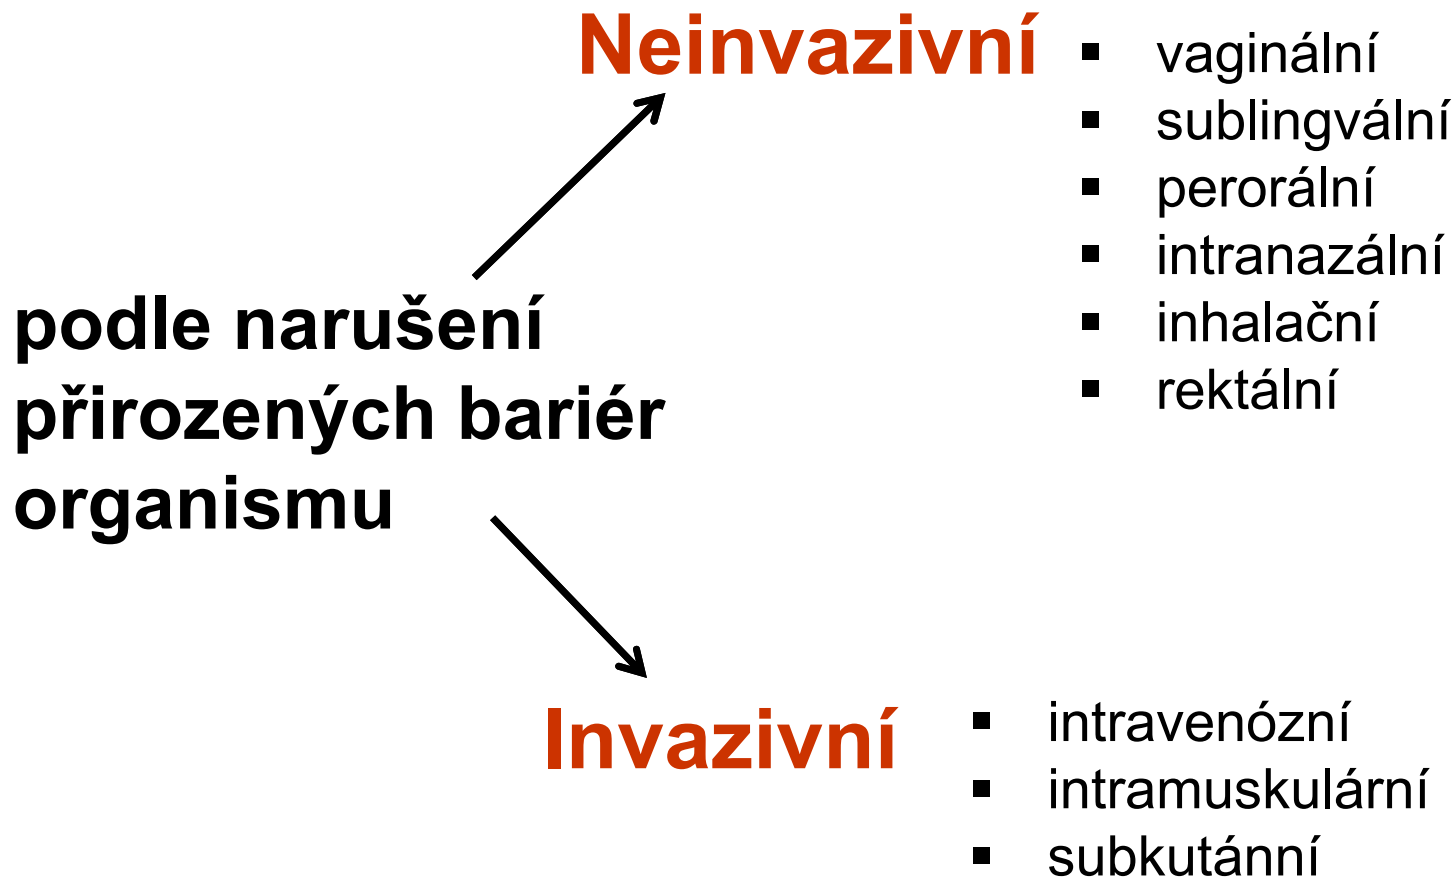 Neinvazivní
▪ vaginální
▪ sublingvální
▪ perorální
▪ intranazální
▪ inhalační
▪ rektální
podle narušení
přirozených bariér
organismu
Invazivní
▪ intravenózní
▪ intramuskulární
▪ subkutánní